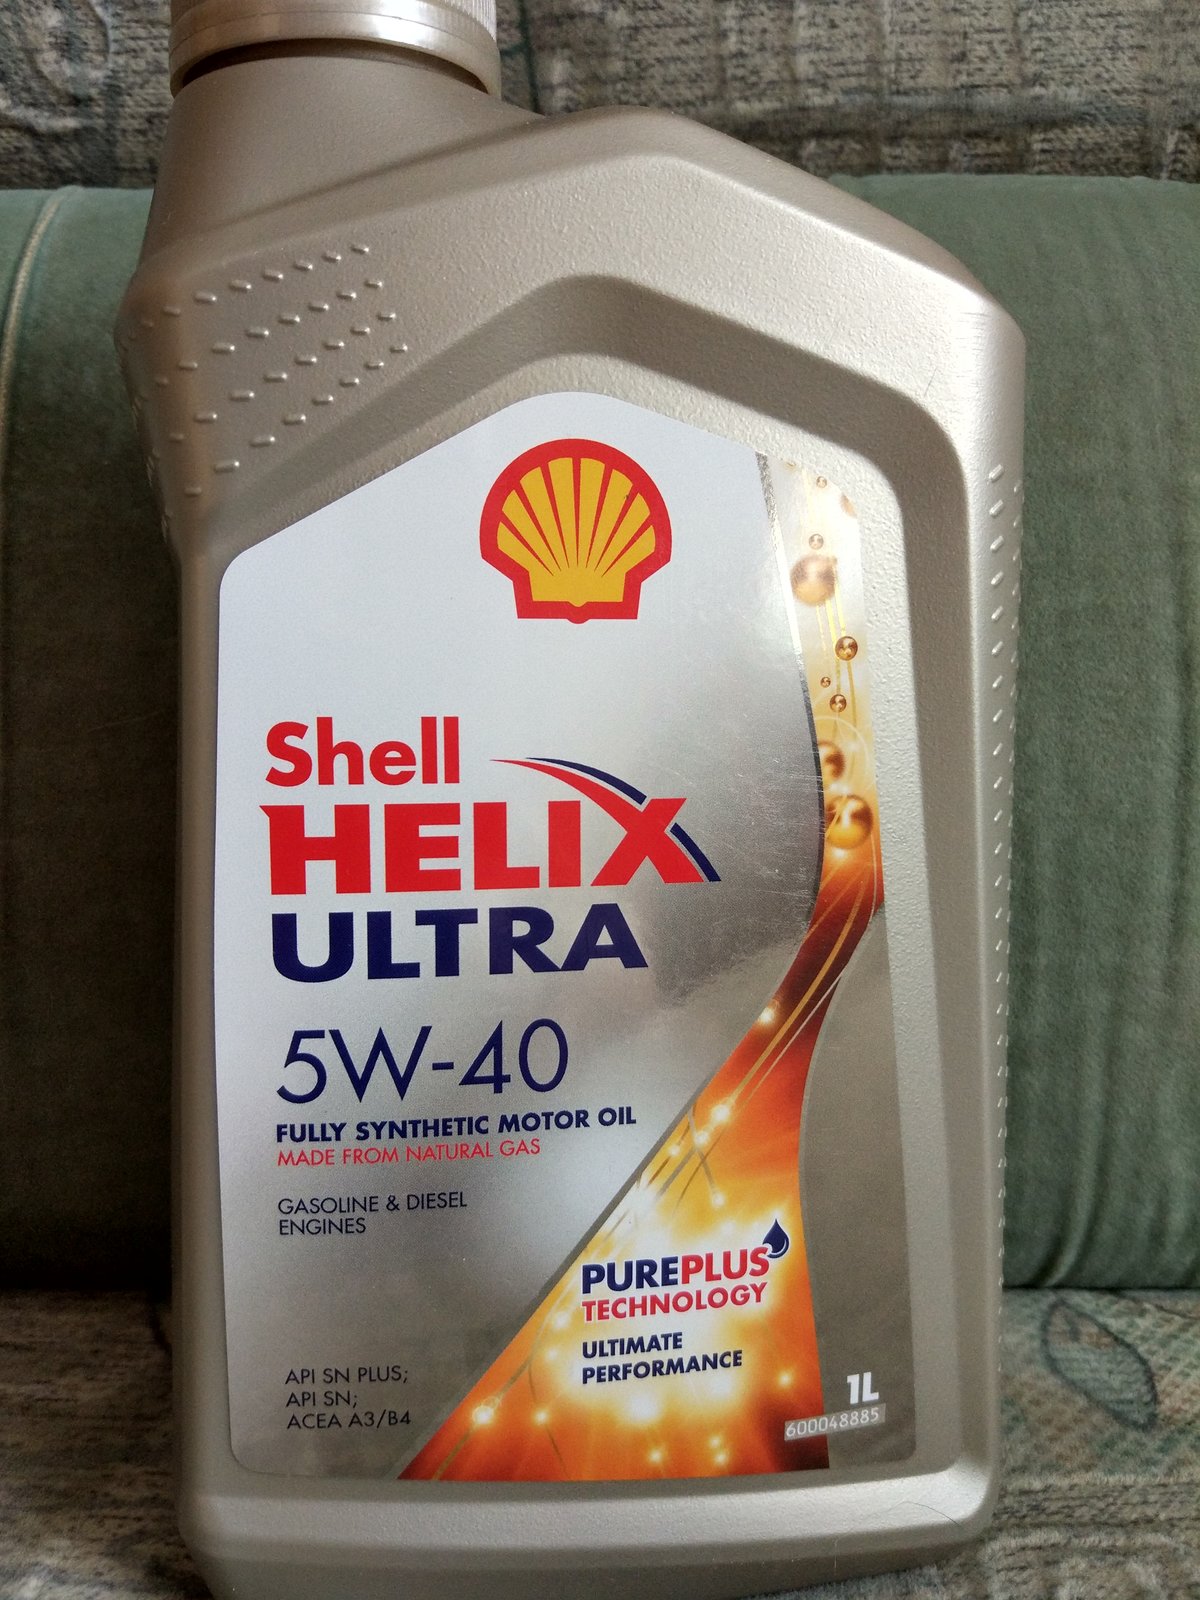 Shell
HELIX
ULTRA
5W-40
FULLY SYNTHETIC MOTOR OIL
MADE FROM NATURAL GAS
GASOLINE & DIESEL
ENGINES
PUREPLUS
TECHNOLOGY
ULTIMATE
PERFORMANCE
API SN PLUS;
API SN;
ACEA A3/B4
1L
600048885